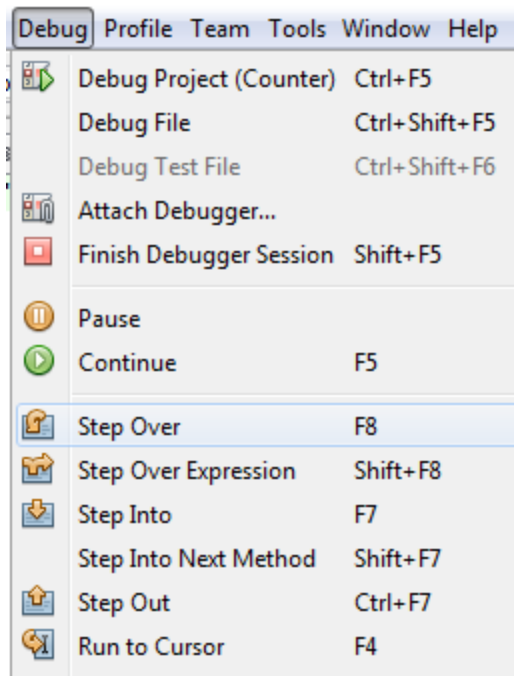 Debug Profile Team Tools Window Help
Debug Project (Counter) Ctrl+F5
Debug File Ctrl+Shift+F5
Debug Test File Ctrl+Shift+F6
Attach Debugger...
Finish Debugger Session Shift+F5
Pause
Continue F5
Step Over F8
Step Over Expression Shift+F8
Step Into F7
Step Into Next Method Shift+F7
Step Out Ctrl+F7
Run to Cursor F4